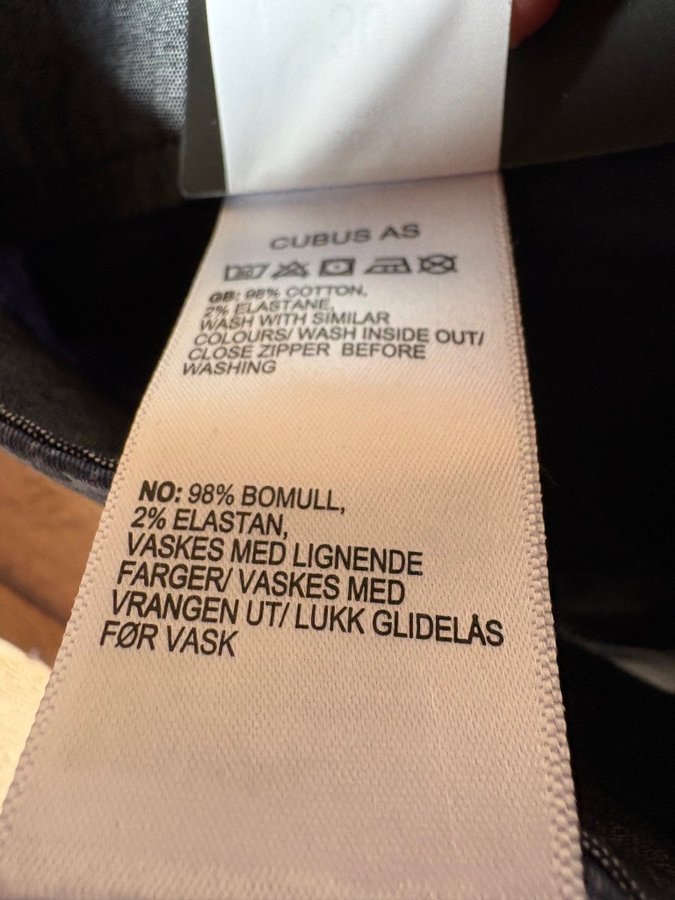 CUBUS AS
GB: 98% COTTON,
2% ELASTANE,
WASH WITH SIMILAR
COLOURS/ WASH INSIDE OUT/
CLOSE ZIPPER BEFORE
WASHING
NO: 98% BOMULL,
2% ELASTAN,
VASKES MED LIGNENDE
FARGER/ VASKES MED
VRANGEN UT/ LUKK GLIDELÅS
FØR VASK